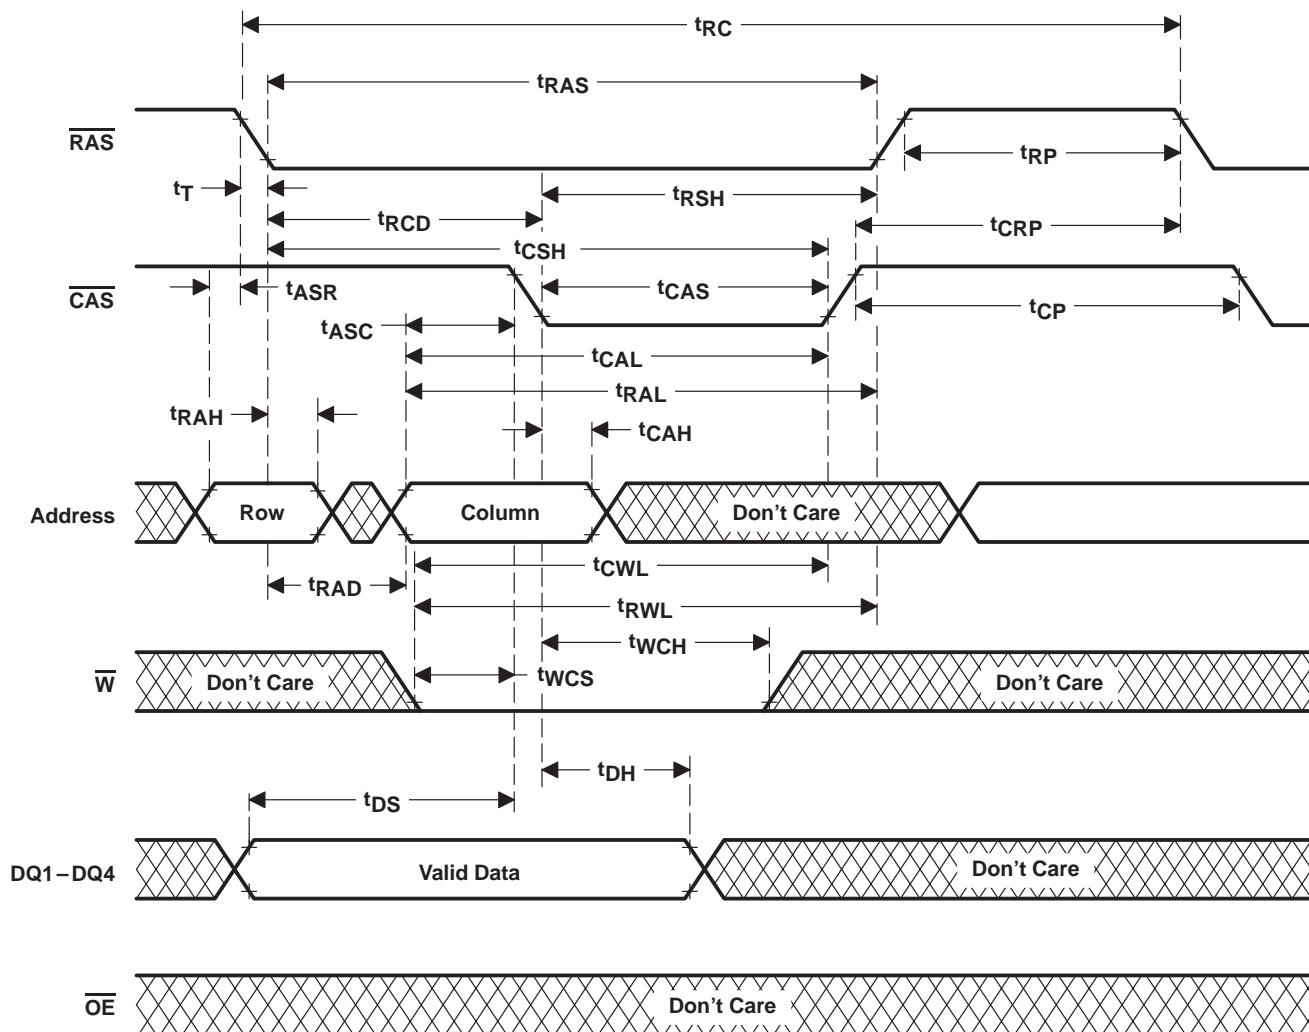 tRC
tRAS
RAS
tRP
tT
tRSH
tRCD
tCRP
tCSH
CAS
tASR
tCAS
tCP
tASC
tCAL
tRAL
tRAH
tCAH
Address
Row
Column
Don't Care
tCWL
tRAD
tRWL
tWCH
W
Don't Care
tWCS
Don't Care
tDH
tDS
DQ1–DQ4
Valid Data
Don't Care
OE
Don't Care